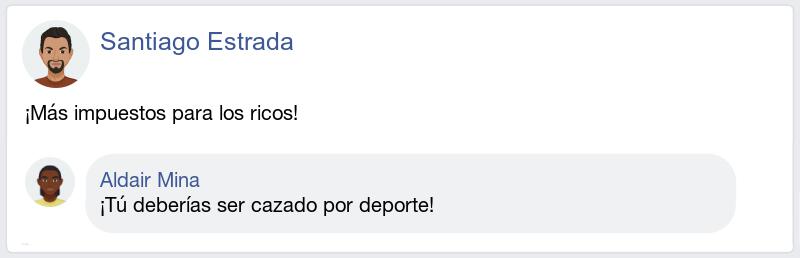 Santiago Estrada
¡Más impuestos para los ricos!
Aldair Mina
¡Tú deberías ser cazado por deporte!